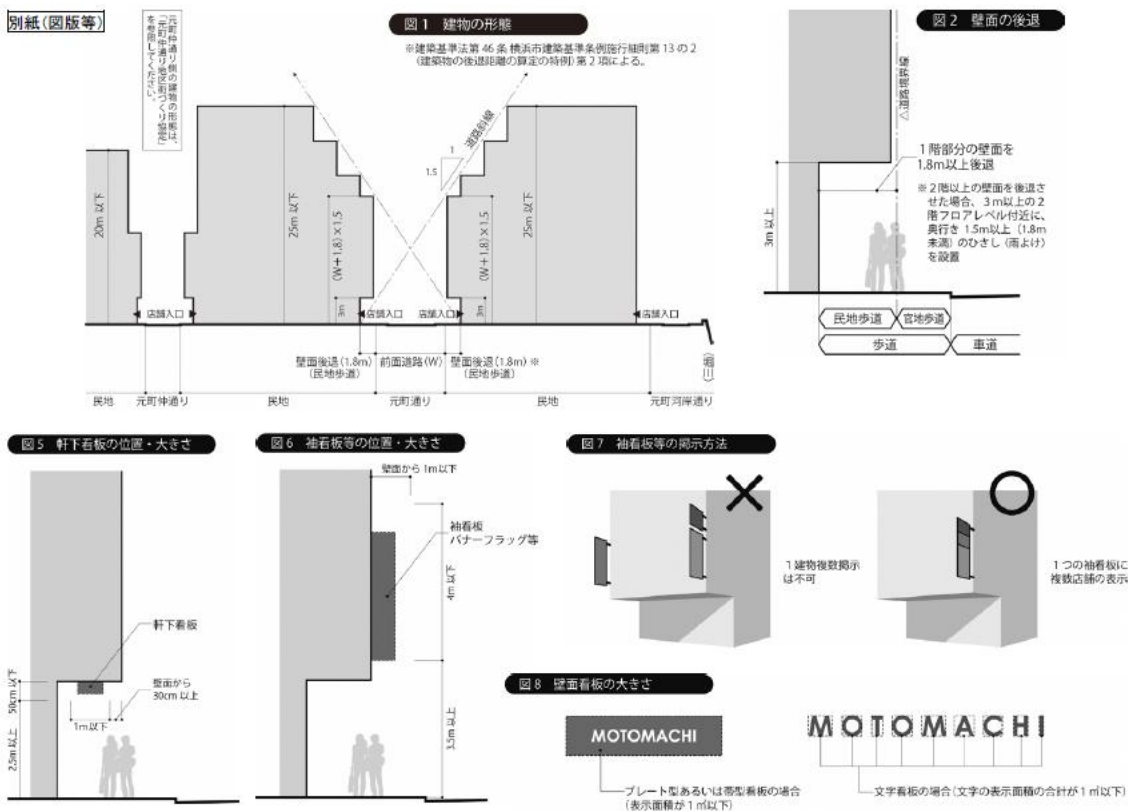 別紙(図版等)
元町仲通り側の建物の形態は、
「元町仲通り地区街づくり協定」
を参照してください。
図1 建物の形態
※建築基準法第46条 横浜市建築基準条例施行細則第13の2
(建築物の後退距離の算定の特例)第2項による。
道路斜線
1
1.5
20m以下
25m以下
(W+1.8)×1.5
(W+1.8)×1.5
25m以下
3m
3m
店舗入口
店舗入口
店舗入口
店舗入口
壁面後退(1.8m)
(民地歩道)
前面道路(W)
壁面後退(1.8m)※
(民地歩道)
民地
元町仲通り
民地
元町通り
民地
元町河岸通り
図2 壁面の後退
△道路境界線
1階部分の壁面を
1.8m以上後退
※2階以上の壁面を後退さ
せた場合、3m以上の2
階フロアレベル付近に、
奥行き1.5m以上(1.8m
未満)のひさし(雨よけ)
を設置
3m以上
民地歩道
官地歩道
歩道
車道
図5 軒下看板の位置・大きさ
軒下看板
壁面から
30cm以上
1m以下
50cm以下
2.5m以上
図6 袖看板等の位置・大きさ
壁面から1m以下
袖看板
バナーフラッグ等
4m以下
3.5m以上
図7 袖看板等の掲示方法
1建物複数掲示
は不可
1つの袖看板に
複数店舗の表示
図8 壁面看板の大きさ
MOTOMACHI
プレート型あるいは帯型看板の場合
(表示面積が1㎡以下)
MOTOMACHI
文字看板の場合(文字の表示面積の合計が1㎡以下)